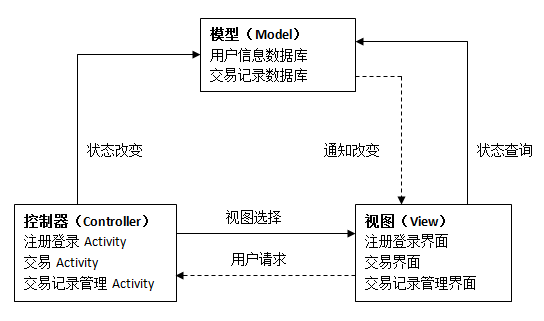 模型（Model）
用户信息数据库
交易记录数据库
状态改变
通知改变
状态查询
控制器（Controller）
注册登录 Activity
交易 Activity
交易记录管理 Activity
视图选择
用户请求
视图（View）
注册登录界面
交易界面
交易记录管理界面